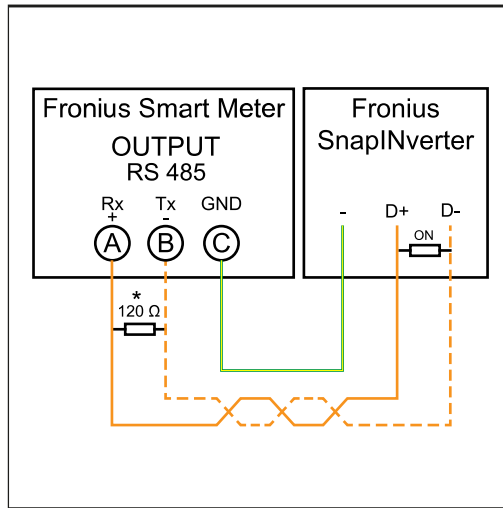 Fronius Smart Meter
OUTPUT
RS 485
Rx Tx GND
+ -
A B C
*
120 Ω
Fronius
SnapINverter
- D+ D-
ON